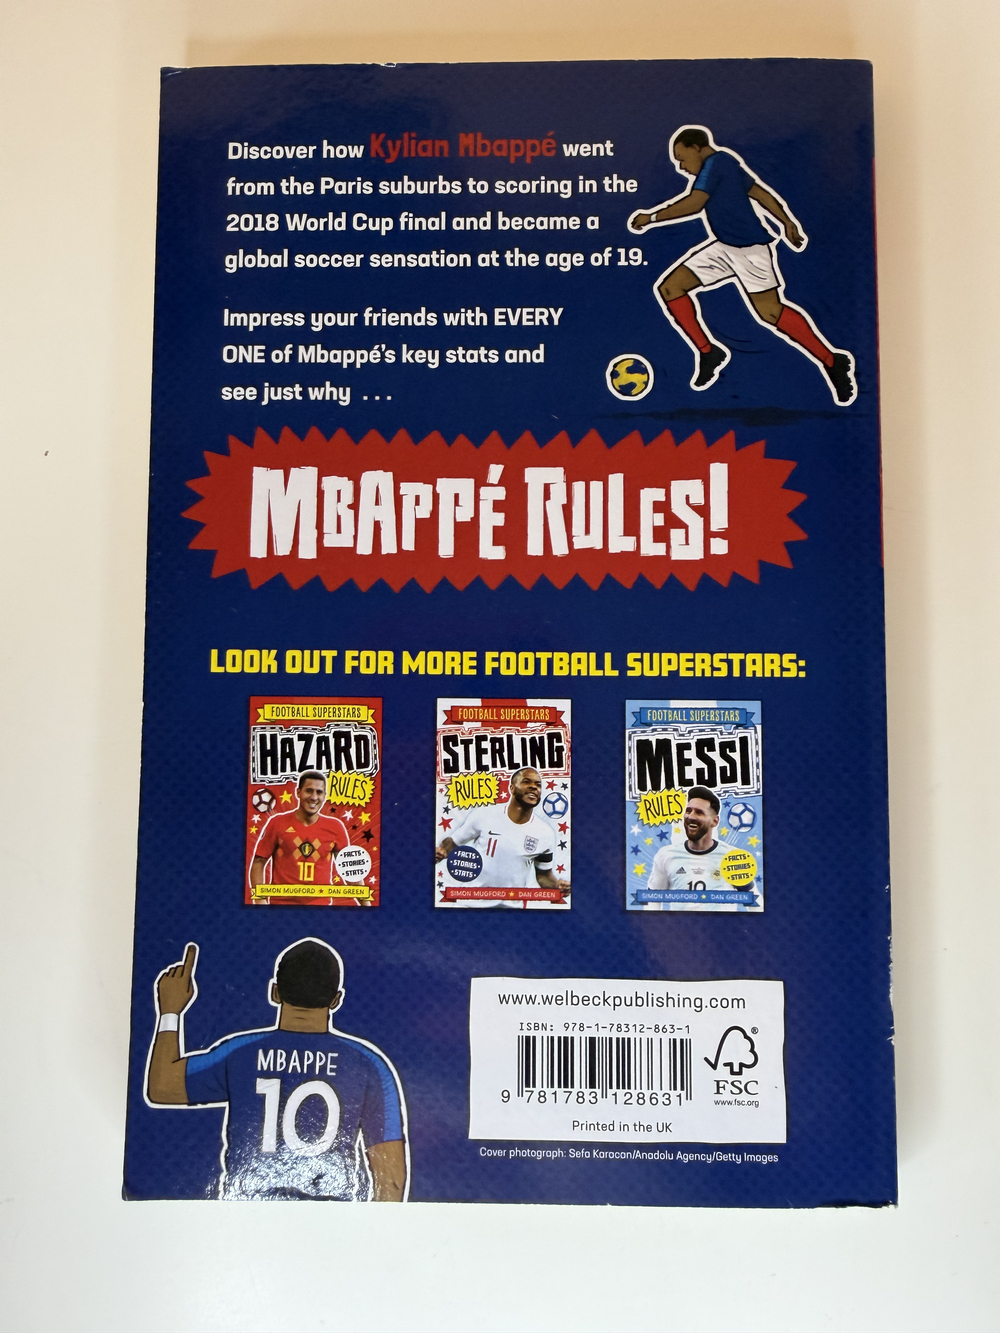 Discover how Kylian Mbappé went
from the Paris suburbs to scoring in the
2018 World Cup final and became a
global soccer sensation at the age of 19.
Impress your friends with EVERY
ONE of Mbappé's key stats and
see just why ...
MBAPPÉ RULES!
LOOK OUT FOR MORE FOOTBALL SUPERSTARS:
FOOTBALL SUPERSTARS
HAZARD
RULES
10
• FACTS •
• STORIES •
• STATS •
SIMON MUGFORD ★ DAN GREEN
FOOTBALL SUPERSTARS
STERLING
RULES
11
• FACTS •
• STORIES •
• STATS •
SIMON MUGFORD ★ DAN GREEN
FOOTBALL SUPERSTARS
MESSI
RULES
10
• FACTS •
• STORIES •
• STATS •
SIMON MUGFORD ★ DAN GREEN
MBAPPE
10
www.welbeckpublishing.com
ISBN: 978-1-78312-863-1
9 781783 128631
FSC
www.fsc.org
Printed in the UK
Cover photograph: Sefa Karacan/Anadolu Agency/Getty Images